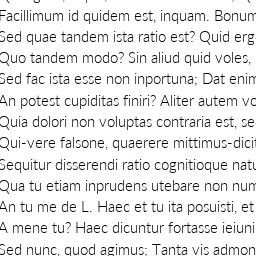 Facillimum id quidem est, inquam. Bonum
Sed quae tandem ista ratio est? Quid erg
Quo tandem modo? Sin aliud quid voles,
Sed fac ista esse non inportuna; Dat enim
An potest cupiditas finiri? Aliter autem vo
Quia dolori non voluptas contraria est, se
Qui-vere falsone, quaerere mittimus-dicit
Sequitur disserendi ratio cognitioque natu
Qua tu etiam inprudens utebare non num
An tu me de L. Haec et tu ita posuisti, et
A mene tu? Haec dicuntur fortasse ieiuni
Sed nunc, quod agimus; Tanta vis admon